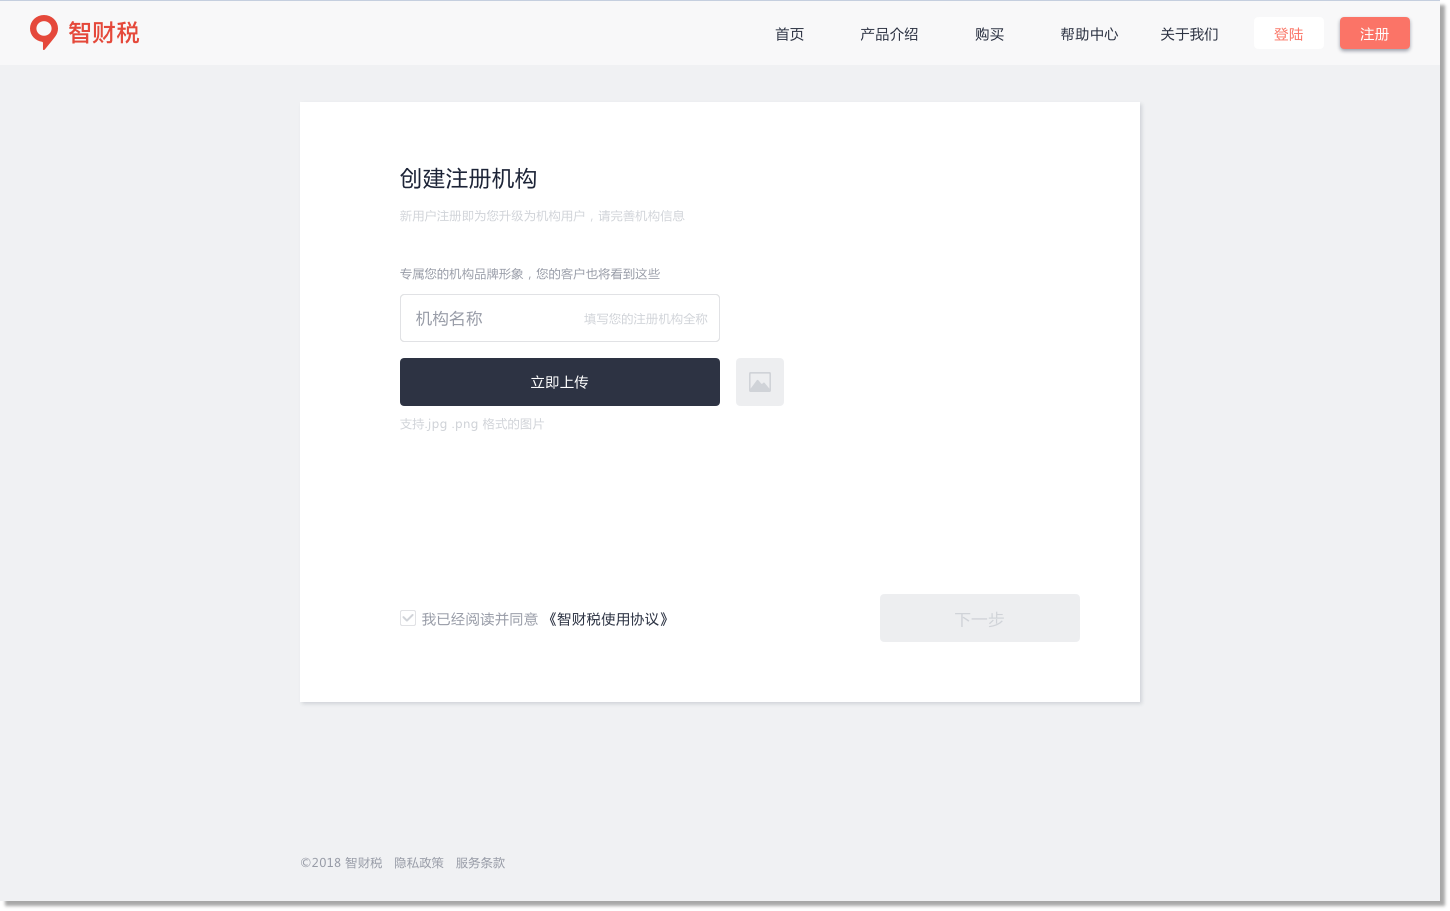 智财税 首页 产品介绍 购买 帮助中心 关于我们 登陆 注册
创建注册机构
新用户注册即为您升级为机构用户，请完善机构信息
专属您的机构品牌形象，您的客户也将看到这些
机构名称 填写您的注册机构全称
立即上传
支持.jpg .png 格式的图片
我已经阅读并同意 《智财税使用协议》 下一步
©2018 智财税 隐私政策 服务条款